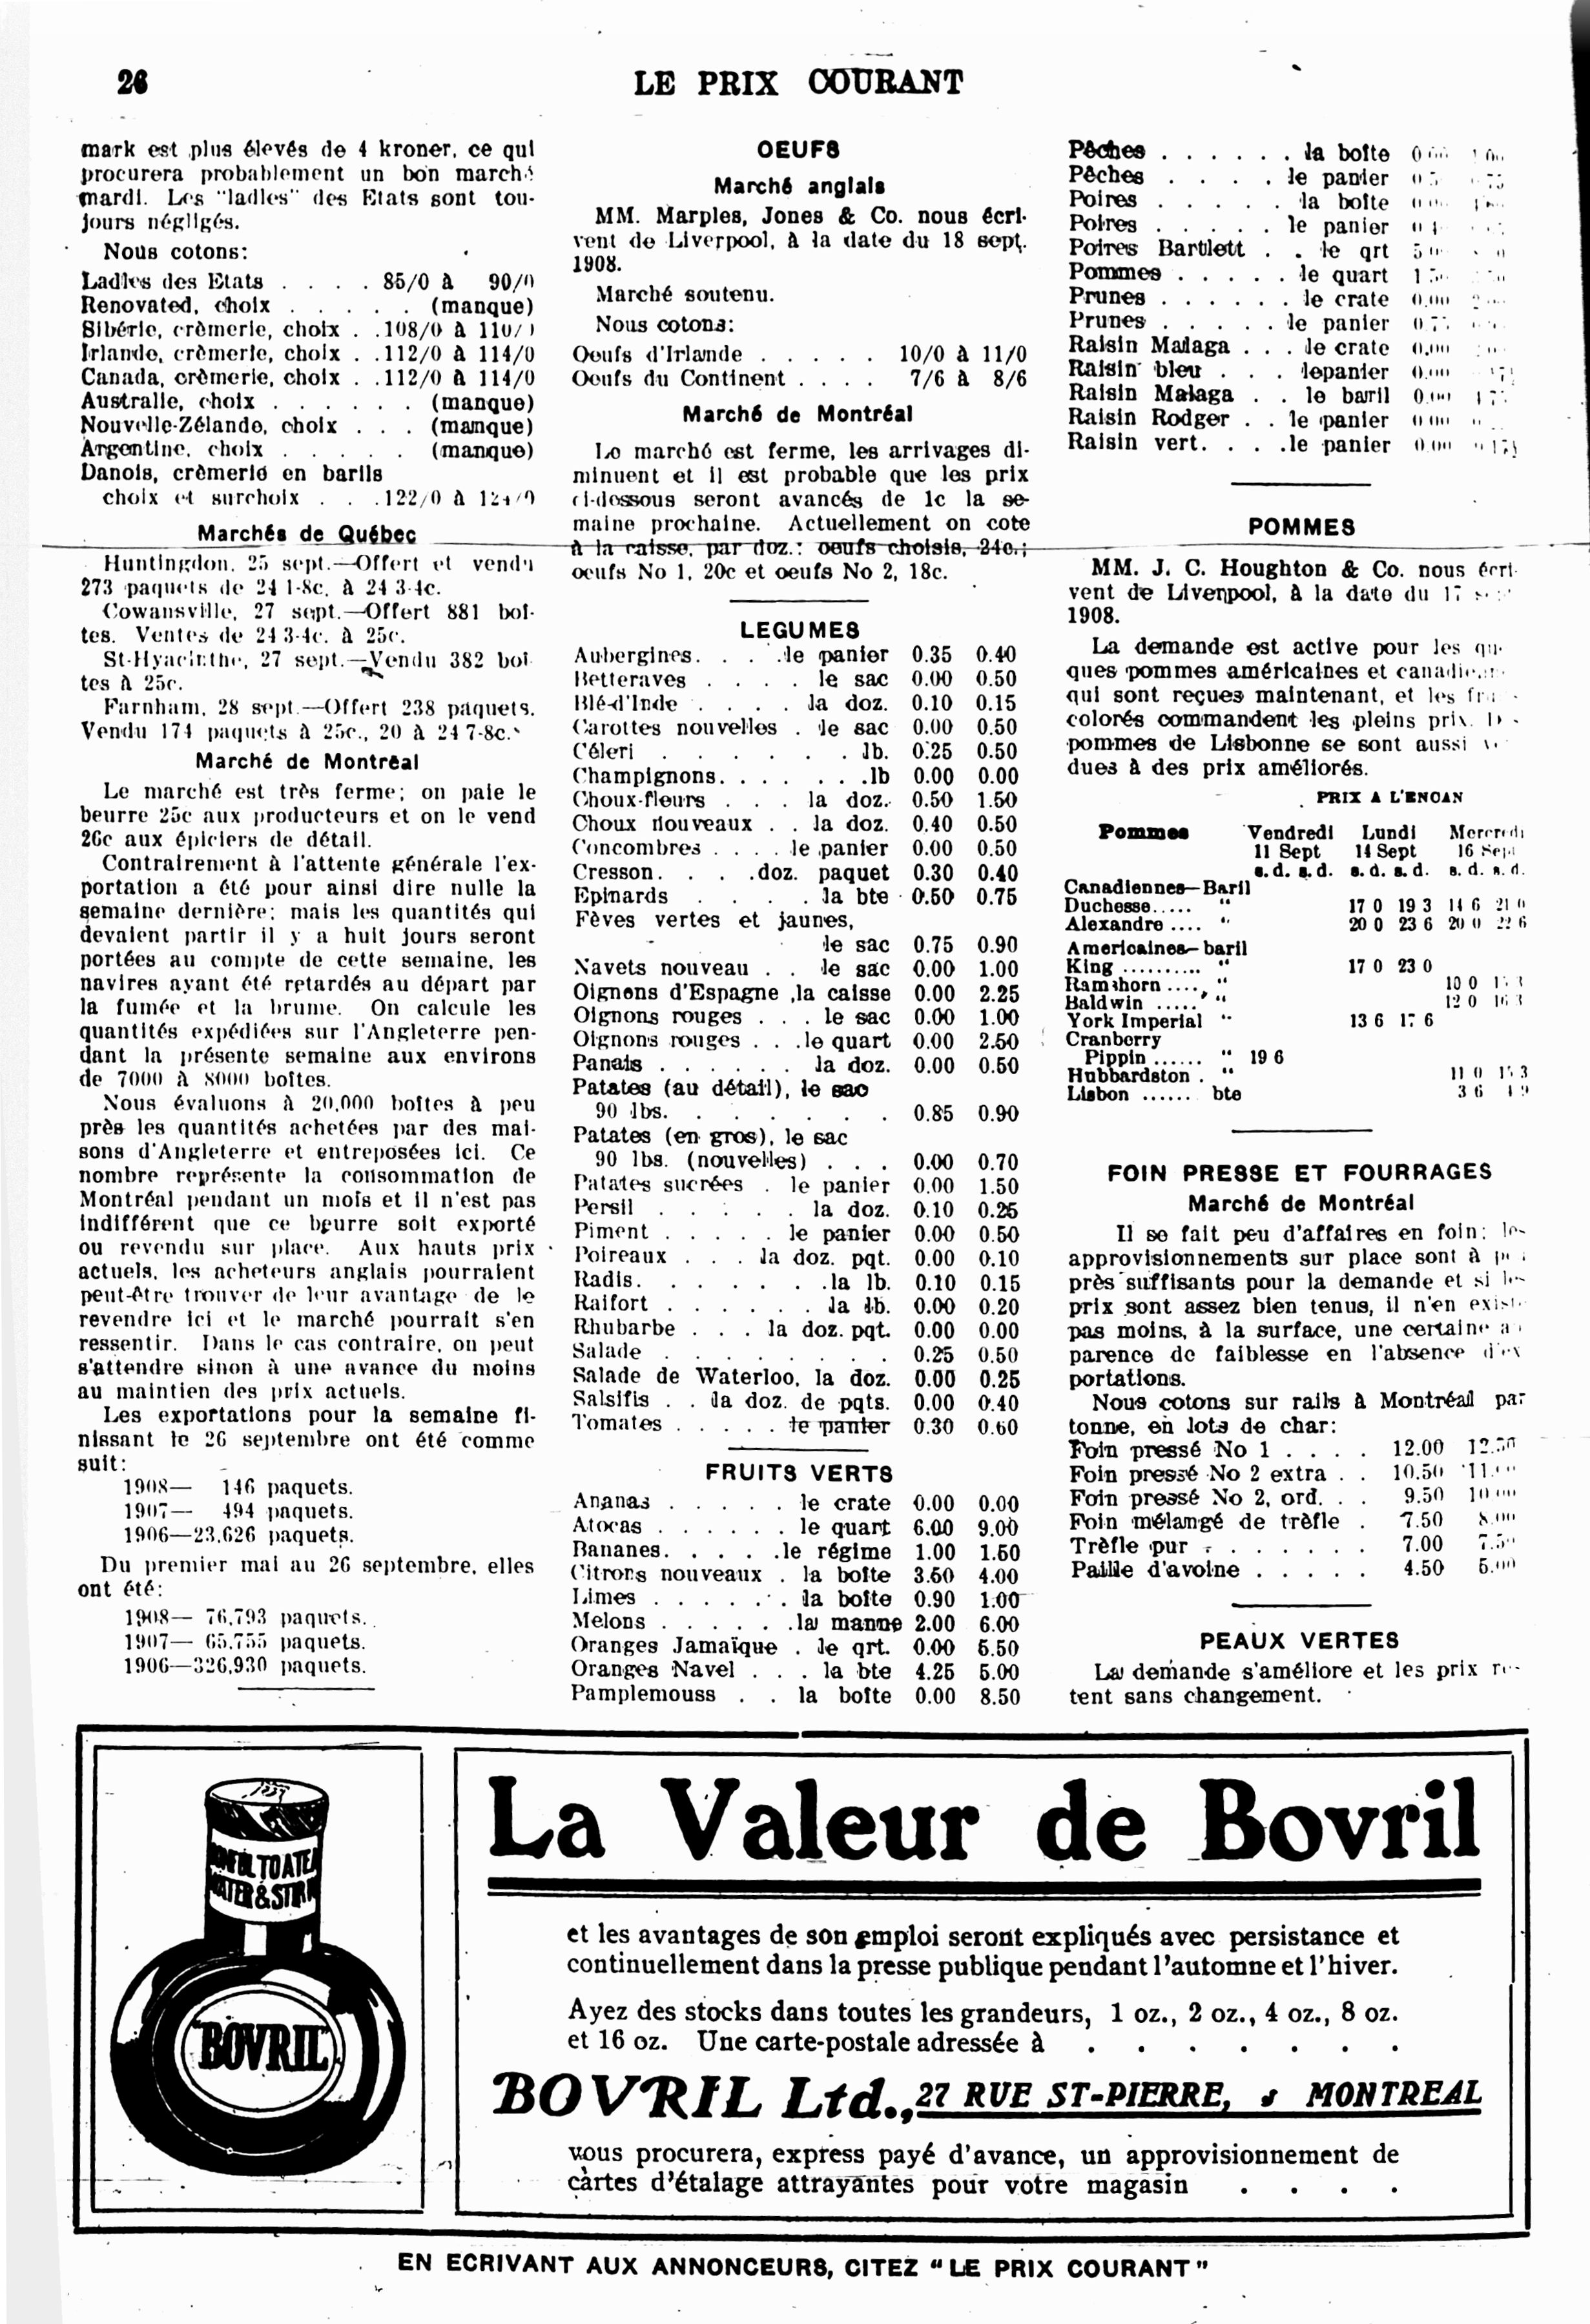 26
LE PRIX COURANT
mark est plus élevés de 4 kroner, ce qui
procurera probablement un bon marché
mardi. Les "ladles" des Etats sont tou-
jours négligés.
Nous cotons:
Ladles des Etats . . . . 85/0 à 90/0
Renovated, choix . . . . . (manque)
Sibérie, crèmerie, choix . . 108/0 à 110/
Irlande, crèmerie, choix . . 112/0 à 114/0
Canada, crèmerie, choix . . 112/0 à 114/0
Australie, choix . . . . . . (manque)
Nouvelle-Zélande, choix . . . (manque)
Argentine, choix . . . . . (manque)
Danois, crèmerie en barils
choix et surchoix . . . 122/0 à 124/0
Marchés de Québec
Huntingdon, 25 sept.—Offert et vendu
273 paquets de 24 1-8c. à 24 3-4c.
Cowansville, 27 sept.—Offert 881 boî-
tes. Ventes de 24 3-4c. à 25c.
St-Hyacinthe, 27 sept.—Vendu 382 boî-
tes à 25c.
Farnham, 28 sept.—Offert 238 paquets.
Vendu 174 paquets à 25c., 20 à 24 7-8c.
Marché de Montréal
Le marché est très ferme; on paie le
beurre 25c aux producteurs et on le vend
26c aux épiciers de détail.
Contrairement à l'attente générale l'ex-
portation a été pour ainsi dire nulle la
semaine dernière; mais les quantités qui
devaient partir il y a huit jours seront
portées au compte de cette semaine, les
navires ayant été retardés au départ par
la fumée et la brume. On calcule les
quantités expédiées sur l'Angleterre pen-
dant la présente semaine aux environs
de 7000 à 8000 boîtes.
Nous évaluons à 20,000 boîtes à peu
près les quantités achetées par des mai-
sons d'Angleterre et entreposées ici. Ce
nombre représente la consommation de
Montréal pendant un mois et il n'est pas
indifférent que ce beurre soit exporté
ou revendu sur place. Aux hauts prix
actuels, les acheteurs anglais pourraient
peut-être trouver de leur avantage de le
revendre ici et le marché pourrait s'en
ressentir. Dans le cas contraire, on peut
s'attendre sinon à une avance du moins
au maintien des prix actuels.
Les exportations pour la semaine fi-
nissant le 26 septembre ont été comme
suit:
1908— 146 paquets.
1907— 494 paquets.
1906—23,626 paquets.
Du premier mai au 26 septembre, elles
ont été:
1908— 76,793 paquets.
1907— 65,755 paquets.
1906—326,930 paquets.
OEUFS
Marché anglais
MM. Marples, Jones & Co. nous écri-
vent de Liverpool, à la date du 18 sept.
1908.
Marché soutenu.
Nous cotons:
Oeufs d'Irlande . . . . . 10/0 à 11/0
Oeufs du Continent . . . . 7/6 à 8/6
Marché de Montréal
Le marché est ferme, les arrivages di-
minuent et il est probable que les prix
ci-dessous seront avancés de 1c la se-
maine prochaine. Actuellement on cote
à la caisse, par doz.: oeufs choisis, 24c.;
oeufs No 1, 20c et oeufs No 2, 18c.
LEGUMES
Aubergines. . . . le panier 0.35 0.40
Betteraves . . . . le sac 0.00 0.50
Blé-d'Inde . . . . la doz. 0.10 0.15
Carottes nouvelles . le sac 0.00 0.50
Céleri . . . . . . . lb. 0.25 0.50
Champignons. . . . . . . lb 0.00 0.00
Choux-fleurs . . . la doz. 0.50 1.50
Choux nouveaux . . la doz. 0.40 0.50
Concombres . . . . le panier 0.00 0.50
Cresson. . . . doz. paquet 0.30 0.40
Epinards . . . . la bte 0.50 0.75
Fèves vertes et jaunes,
le sac 0.75 0.90
Navets nouveau . . le sac 0.00 1.00
Oignons d'Espagne , la caisse 0.00 2.25
Oignons rouges . . . le sac 0.00 1.00
Oignons rouges . . . le quart 0.00 2.50
Panais . . . . . . la doz. 0.00 0.50
Patates (au détail), le sac
90 lbs. . . . . . . . 0.85 0.90
Patates (en gros), le sac
90 lbs. (nouvelles) . . . 0.00 0.70
Patates sucrées . le panier 0.00 1.50
Persil . . . . . la doz. 0.10 0.25
Piment . . . . . le panier 0.00 0.50
Poireaux . . . la doz. pqt. 0.00 0.10
Radis. . . . . . . . la lb. 0.10 0.15
Raifort . . . . . . la lb. 0.00 0.20
Rhubarbe . . . la doz. pqt. 0.00 0.00
Salade . . . . . . . . 0.25 0.50
Salade de Waterloo, la doz. 0.00 0.25
Salsifis . . la doz. de pqts. 0.00 0.40
Tomates . . . . . le panier 0.30 0.60
FRUITS VERTS
Ananas . . . . . le crate 0.00 0.00
Atocas . . . . . . le quart 6.00 9.00
Bananes. . . . . le régime 1.00 1.50
Citrons nouveaux . la boîte 3.50 4.00
Limes . . . . . . la boîte 0.90 1.00
Melons . . . . . . la manne 2.00 6.00
Oranges Jamaïque . le qrt. 0.00 5.50
Oranges Navel . . . la bte 4.25 5.00
Pamplemouss . . la boîte 0.00 8.50
Pêches . . . . . . la boîte
Pêches . . . . le panier
Poires . . . . . la boîte
Poires . . . . . le panier
Poires Bartlett . . le qrt
Pommes . . . . . le quart
Prunes . . . . . . le crate 0.00
Prunes . . . . . le panier
Raisin Malaga . . . le crate 0.00
Raisin bleu . . . lepanier 0.00
Raisin Malaga . . le baril 0.00
Raisin Rodger . . le panier 0.00
Raisin vert. . . . le panier 0.00 0 17½
POMMES
MM. J. C. Houghton & Co. nous écri-
vent de Liverpool, à la date du 17
1908.
La demande est active pour les
ques pommes américaines et
qui sont reçues maintenant, et les
colorés commandent les pleins prix.
pommes de Lisbonne se sont aussi
dues à des prix améliorés.
PRIX A L'ENCAN
Pommes Vendredi Lundi Mercredi
11 Sept 14 Sept 16 Sept
s. d. s. d. s. d. s. d. s. d. s. d.
Canadiennes—Baril
Duchesse..... " 17 0 19 3 14 6 21 0
Alexandre .... " 20 0 23 6 20 0 22 6
Americaines—baril
King .......... " 17 0 23 0
Ramshorn ...., " 10 0
Baldwin ..... " 12 0 16 3
York Imperial " 13 6 17 6
Cranberry
Pippin ...... " 19 6
Hubbardston . " 11 0
Lisbon ...... bte 3 6
FOIN PRESSE ET FOURRAGES
Marché de Montréal
Il se fait peu d'affaires en foin; les
approvisionnements sur place sont à
près suffisants pour la demande et si les
prix sont assez bien tenus, il n'en existe
pas moins, à la surface, une certaine
parence de faiblesse en l'absence d'ex
portations.
Nous cotons sur rails à Montréal par
tonne, en lots de char:
Foin pressé No 1 . . . . 12.00 12.50
Foin pressé No 2 extra . . 10.50 11.00
Foin pressé No 2, ord. . . 9.50 10.00
Foin mélangé de trèfle . 7.50 8.00
Trèfle pur . . . . . . . 7.00 7.50
Paille d'avoine . . . . . 4.50 5.00
PEAUX VERTES
La demande s'améliore et les prix
tent sans changement.
BOVRIL
La Valeur de Bovril
et les avantages de son emploi seront expliqués avec persistance et
continuellement dans la presse publique pendant l'automne et l'hiver.
Ayez des stocks dans toutes les grandeurs, 1 oz., 2 oz., 4 oz., 8 oz.
et 16 oz. Une carte-postale adressée à . . . . . . .
BOVRIL Ltd., 27 RUE ST-PIERRE, MONTREAL
vous procurera, express payé d'avance, un approvisionnement de
cartes d'étalage attrayantes pour votre magasin . . . .
EN ECRIVANT AUX ANNONCEURS, CITEZ "LE PRIX COURANT"